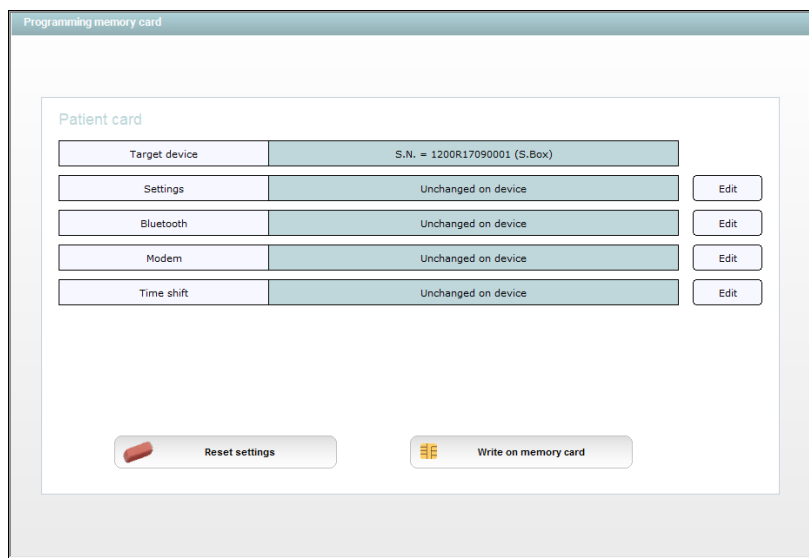 Programming memory card
Patient card
Target device S.N. = 1200R17090001 (S.Box)
Settings Unchanged on device Edit
Bluetooth Unchanged on device Edit
Modem Unchanged on device Edit
Time shift Unchanged on device Edit
Reset settings Write on memory card